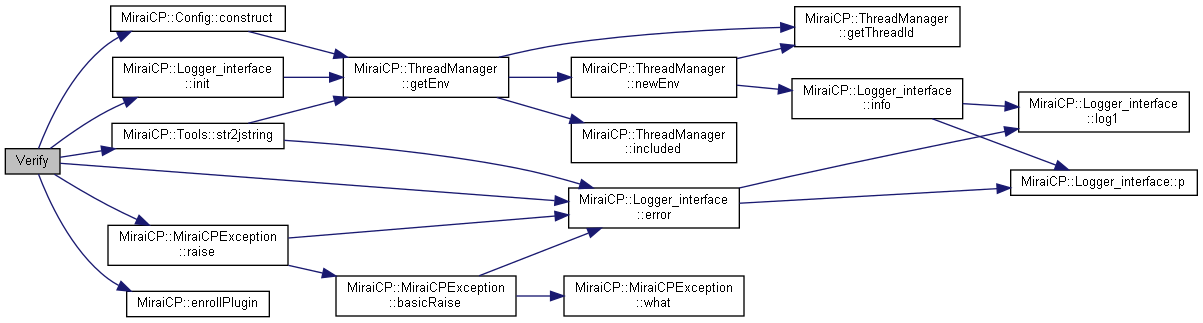 Verify
MiraiCP::Config::construct
MiraiCP::Logger_interface
::init
MiraiCP::Tools::str2jstring
MiraiCP::MiraiCPException
::raise
MiraiCP::enrollPlugin
MiraiCP::ThreadManager
::getEnv
MiraiCP::MiraiCPException
::basicRaise
MiraiCP::ThreadManager
::newEnv
MiraiCP::ThreadManager
::included
MiraiCP::Logger_interface
::error
MiraiCP::MiraiCPException
::what
MiraiCP::ThreadManager
::getThreadId
MiraiCP::Logger_interface
::info
MiraiCP::Logger_interface
::log1
MiraiCP::Logger_interface::p